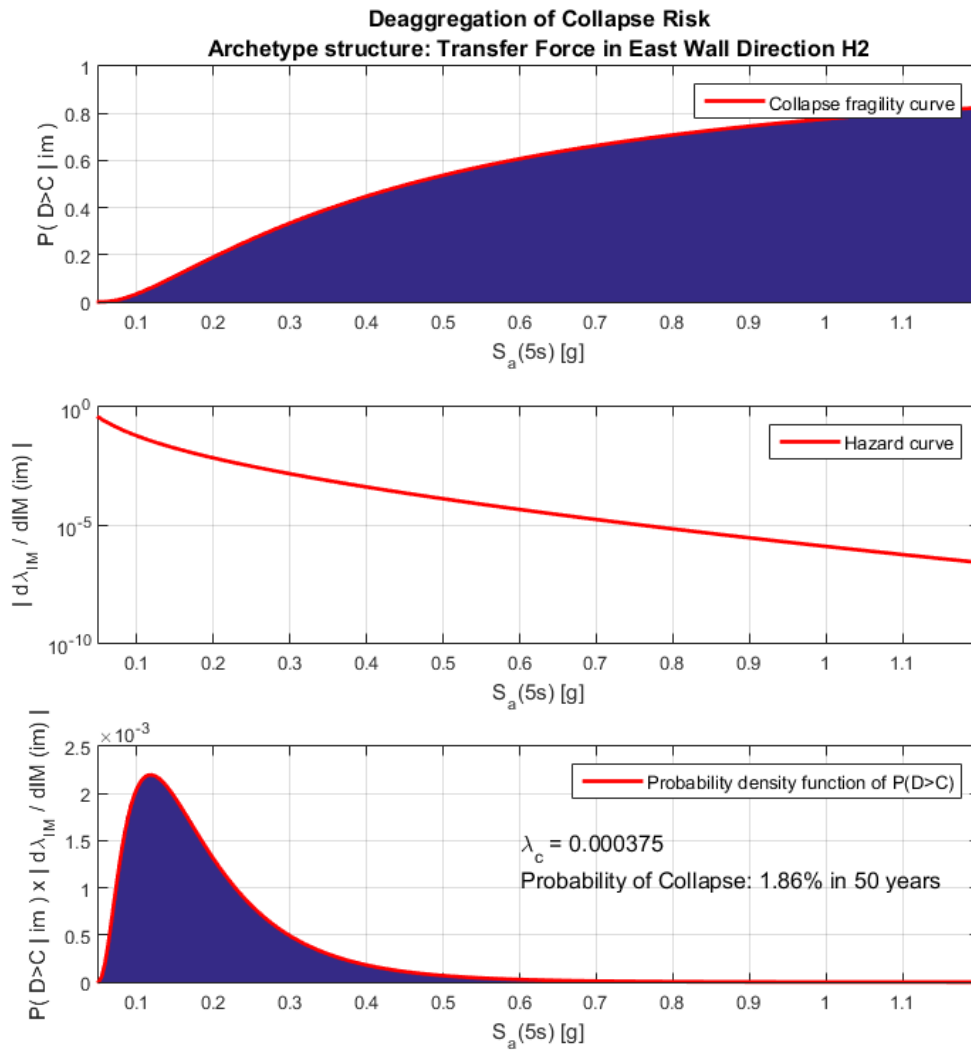 Deaggregation of Collapse Risk
Archetype structure: Transfer Force in East Wall Direction H2
P( D>C | im )
1
0.8
0.6
0.4
0.2
0
Collapse fragility curve
0.1 0.2 0.3 0.4 0.5 0.6 0.7 0.8 0.9 1 1.1
S_a(5s) [g]
| dλ_IM / dIM (im) |
10^0
10^-5
10^-10
Hazard curve
0.1 0.2 0.3 0.4 0.5 0.6 0.7 0.8 0.9 1 1.1
S_a(5s) [g]
P( D>C | im ) x | dλ_IM / dIM (im) |
×10^-3
2.5
2
1.5
1
0.5
0
Probability density function of P(D>C)
λ_c = 0.000375
Probability of Collapse: 1.86% in 50 years
0.1 0.2 0.3 0.4 0.5 0.6 0.7 0.8 0.9 1 1.1
S_a(5s) [g]